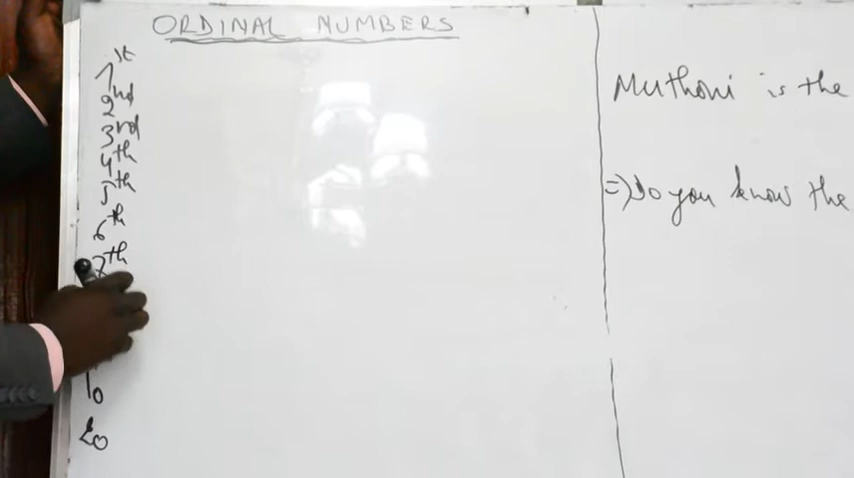 ORDINAL NUMBERS
1st
2nd
3rd
4th
5th
6th
7th
10
20
Muthoni is the
=> Do you know the